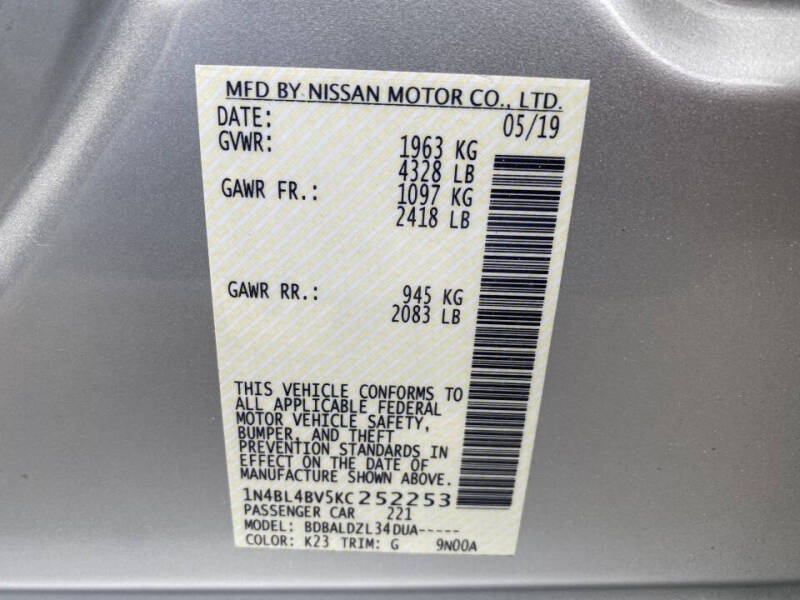 MFD BY NISSAN MOTOR CO., LTD.
DATE: 05/19
GVWR: 1963 KG
4328 LB
GAWR FR.: 1097 KG
2418 LB
GAWR RR.: 945 KG
2083 LB
THIS VEHICLE CONFORMS TO
ALL APPLICABLE FEDERAL
MOTOR VEHICLE SAFETY,
BUMPER, AND THEFT
PREVENTION STANDARDS IN
EFFECT ON THE DATE OF
MANUFACTURE SHOWN ABOVE.
1N4BL4BV5KC252253
PASSENGER CAR 221
MODEL: BDBALDZL34DUA-----
COLOR: K23 TRIM: G 9N00A